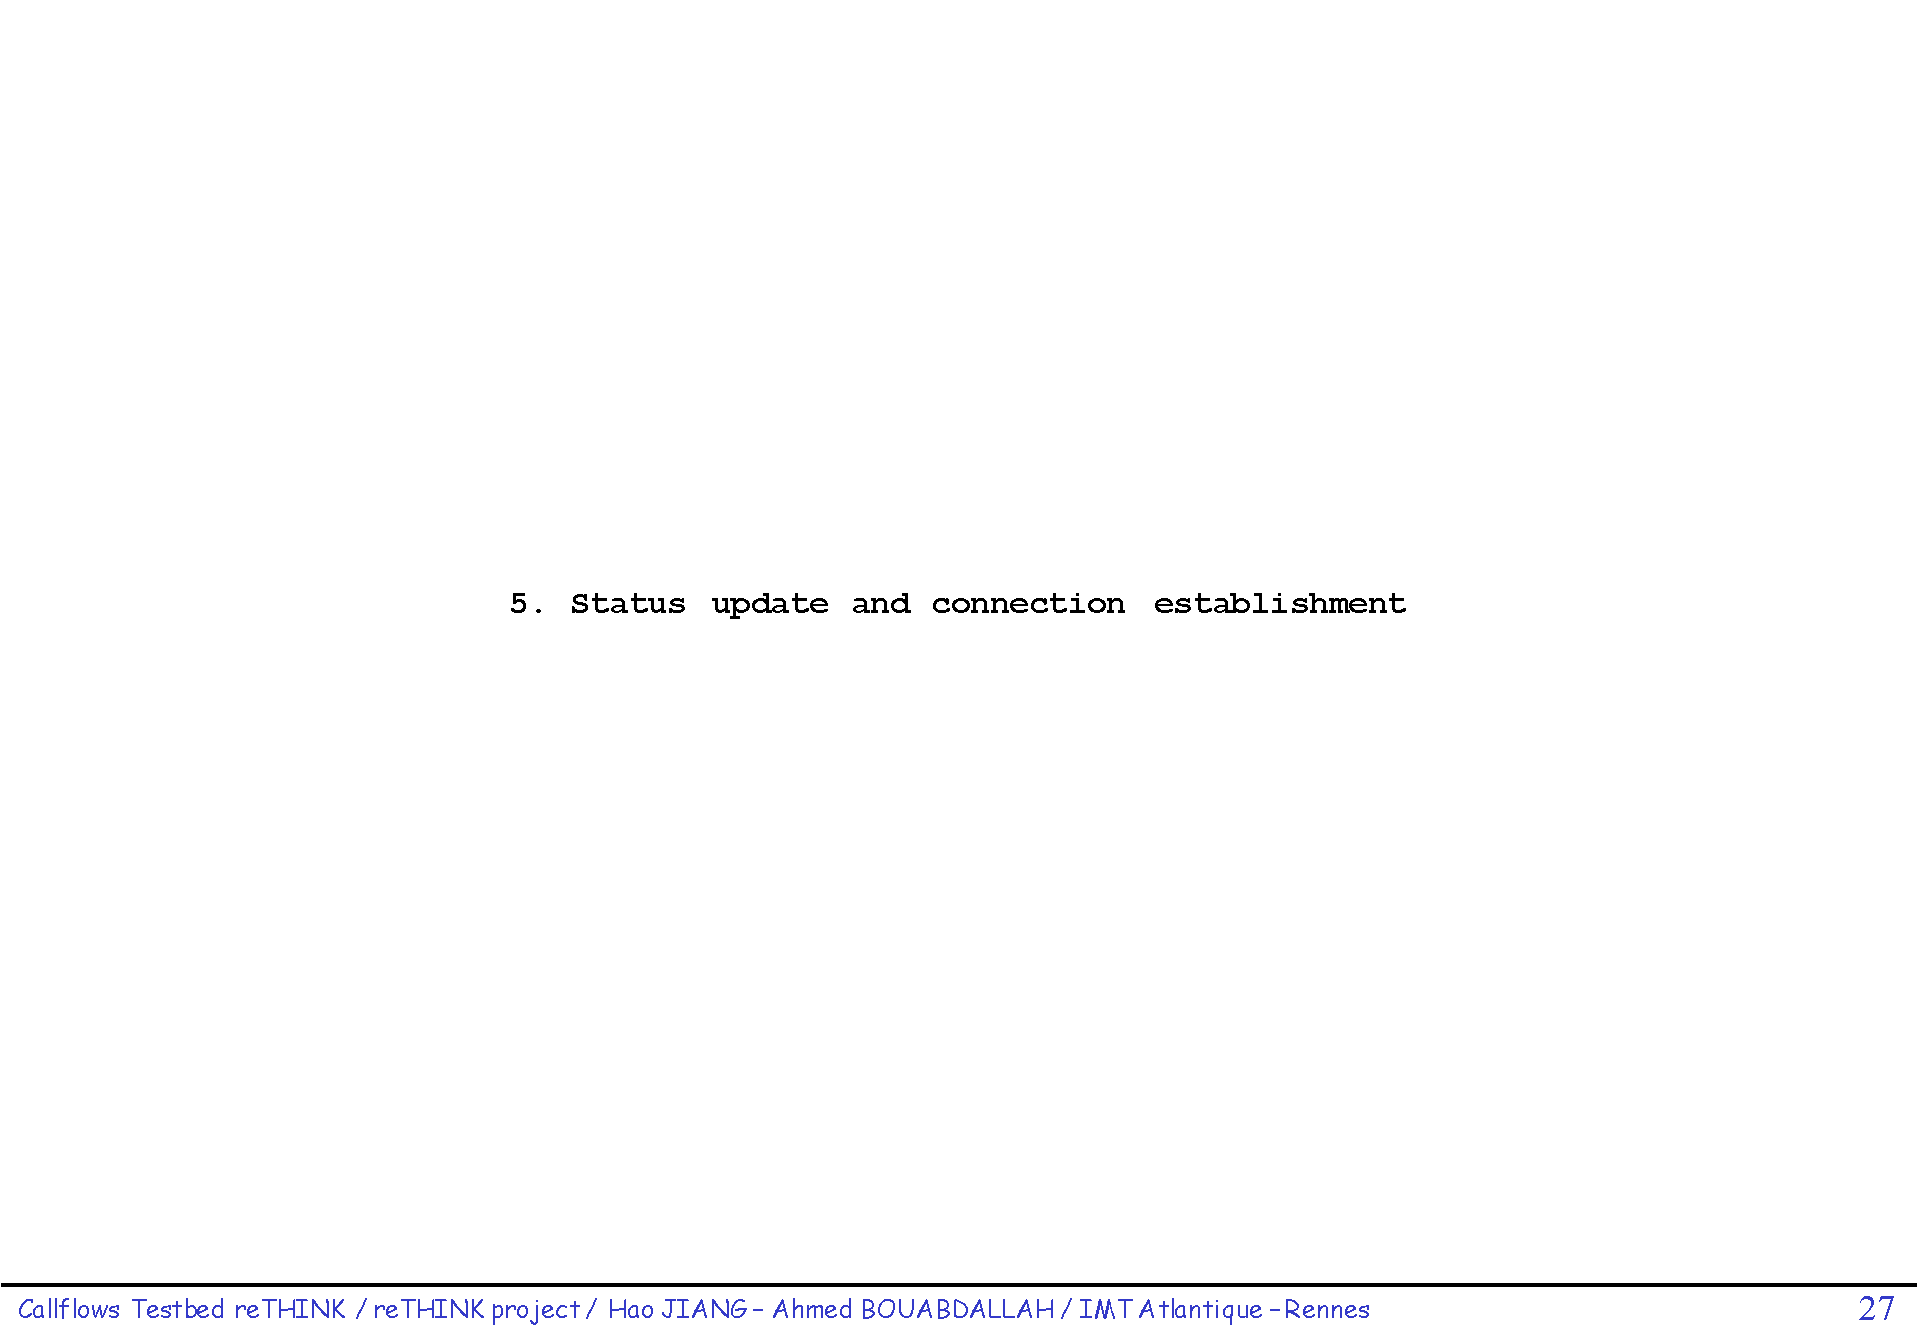 5. Status update and connection establishment
Callflows Testbed reTHINK / reTHINK project / Hao JIANG – Ahmed BOUABDALLAH / IMT Atlantique – Rennes 27